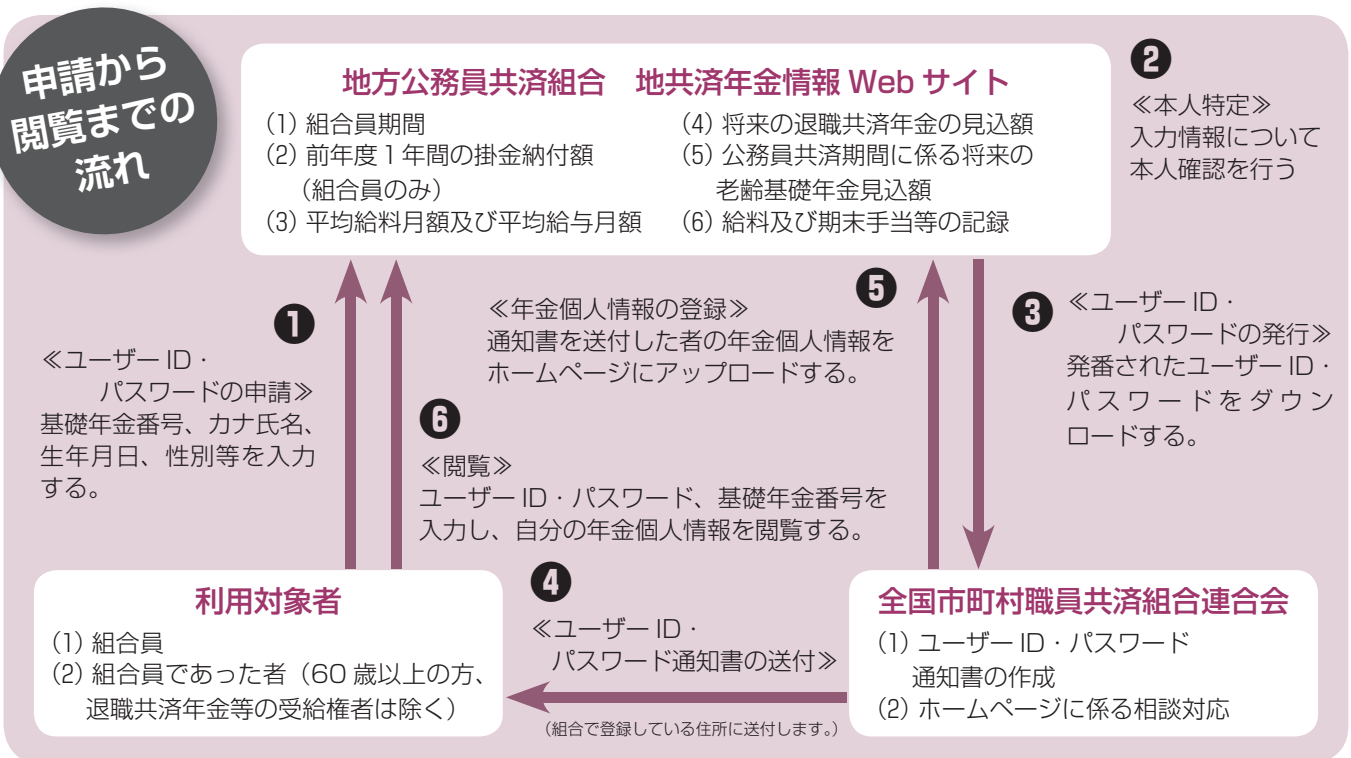 申請から
閲覧までの
流れ
地方公務員共済組合　地共済年金情報 Web サイト
(1) 組合員期間
(2) 前年度１年間の掛金納付額
（組合員のみ）
(3) 平均給料月額及び平均給与月額
(4) 将来の退職共済年金の見込額
(5) 公務員共済期間に係る将来の
老齢基礎年金見込額
(6) 給料及び期末手当等の記録
❷
≪本人特定≫
入力情報について
本人確認を行う
❶
≪ユーザー ID・
パスワードの申請≫
基礎年金番号、カナ氏名、
生年月日、性別等を入力
する。
❺
≪年金個人情報の登録≫
通知書を送付した者の年金個人情報を
ホームページにアップロードする。
❸
≪ユーザー ID・
パスワードの発行≫
発番されたユーザー ID・
パスワードをダウン
ロードする。
❻
≪閲覧≫
ユーザー ID・パスワード、基礎年金番号を
入力し、自分の年金個人情報を閲覧する。
利用対象者
(1) 組合員
(2) 組合員であった者（60 歳以上の方、
退職共済年金等の受給権者は除く）
❹
≪ユーザー ID・
パスワード通知書の送付≫
（組合で登録している住所に送付します。）
全国市町村職員共済組合連合会
(1) ユーザー ID・パスワード
通知書の作成
(2) ホームページに係る相談対応